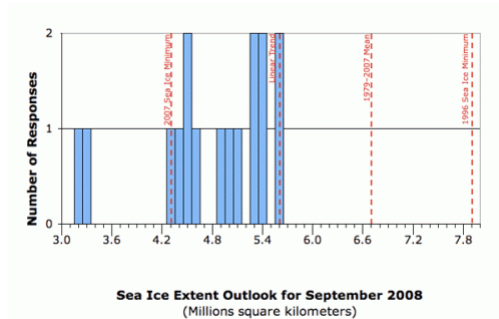 Number of Responses
2
1
0
2007 Sea Ice Minimum
Linear Trend
1979-2007 Mean
1996 Sea Ice Minimum
3.0 3.6 4.2 4.8 5.4 6.0 6.6 7.2 7.8
Sea Ice Extent Outlook for September 2008
(Millions square kilometers)